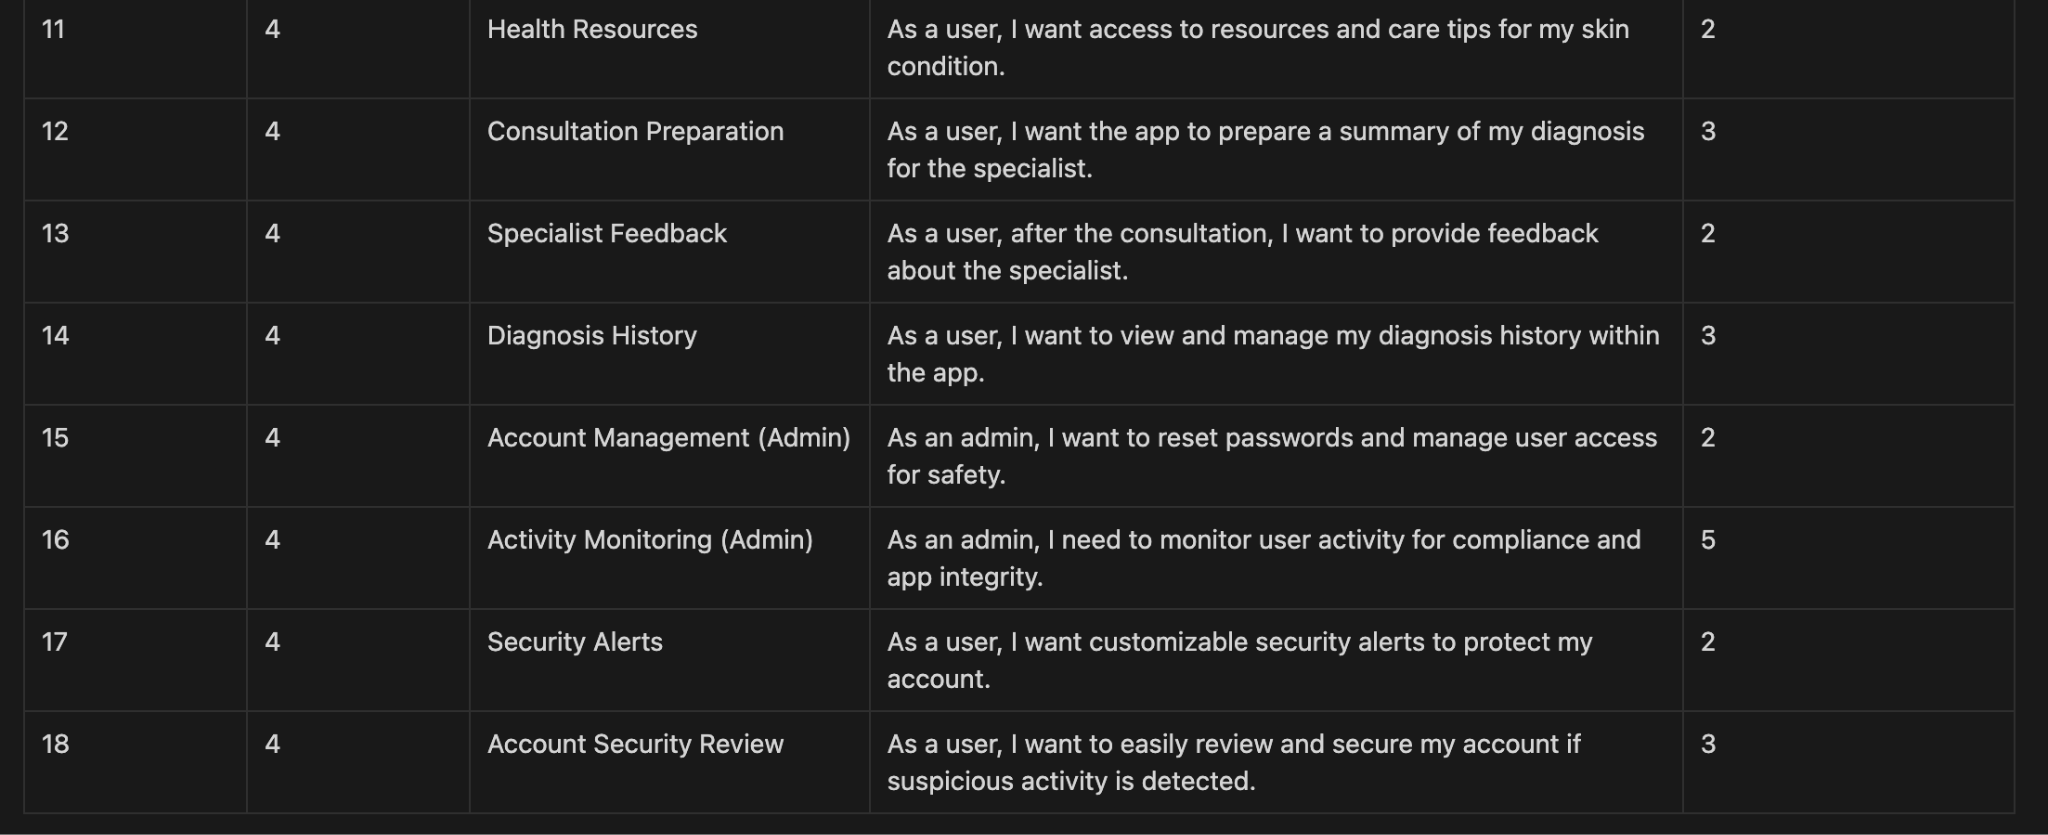 11 4 Health Resources As a user, I want access to resources and care tips for my skin 2
condition.
12 4 Consultation Preparation As a user, I want the app to prepare a summary of my diagnosis 3
for the specialist.
13 4 Specialist Feedback As a user, after the consultation, I want to provide feedback 2
about the specialist.
14 4 Diagnosis History As a user, I want to view and manage my diagnosis history within 3
the app.
15 4 Account Management (Admin) As an admin, I want to reset passwords and manage user access 2
for safety.
16 4 Activity Monitoring (Admin) As an admin, I need to monitor user activity for compliance and 5
app integrity.
17 4 Security Alerts As a user, I want customizable security alerts to protect my 2
account.
18 4 Account Security Review As a user, I want to easily review and secure my account if 3
suspicious activity is detected.